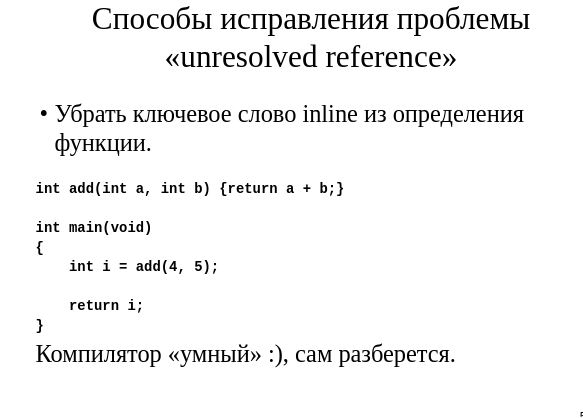 Способы исправления проблемы
«unresolved reference»
• Убрать ключевое слово inline из определения
функции.
int add(int a, int b) {return a + b;}
int main(void)
{
    int i = add(4, 5);
    return i;
}
Компилятор «умный» :), сам разберется.